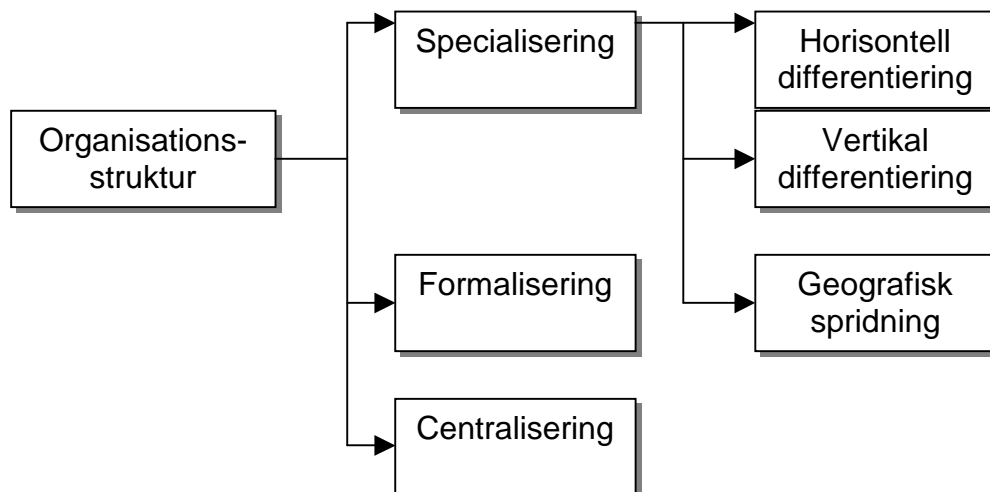 Organisations-
struktur
Specialisering
Formalisering
Centralisering
Horisontell
differentiering
Vertikal
differentiering
Geografisk
spridning